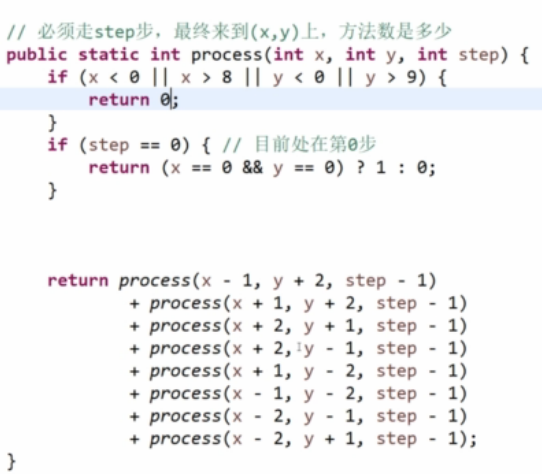 // 必须走step步，最终来到(x,y)上，方法数是多少
public static int process(int x, int y, int step) {
    if (x < 0 || x > 8 || y < 0 || y > 9) {
        return 0;
    }
    if (step == 0) { // 目前处在第0步
        return (x == 0 && y == 0) ? 1 : 0;
    }
    return process(x - 1, y + 2, step - 1)
            + process(x + 1, y + 2, step - 1)
            + process(x + 2, y + 1, step - 1)
            + process(x + 2, y - 1, step - 1)
            + process(x + 1, y - 2, step - 1)
            + process(x - 1, y - 2, step - 1)
            + process(x - 2, y - 1, step - 1)
            + process(x - 2, y + 1, step - 1);
}